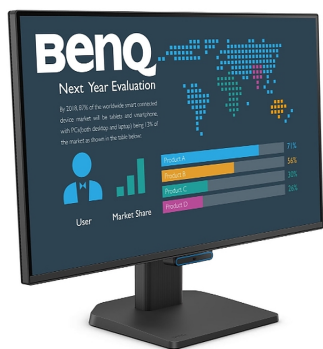 BenQ
Next Year Evaluation
By 2018, 87% of the worldwide smart connected
device market will be tablets and smartphone,
with PCs(both desktop and laptop) being 13% of
the market as shown in the table below.
Product A 71%
Product B 56%
Product C 30%
Product D 26%
User
Market Share